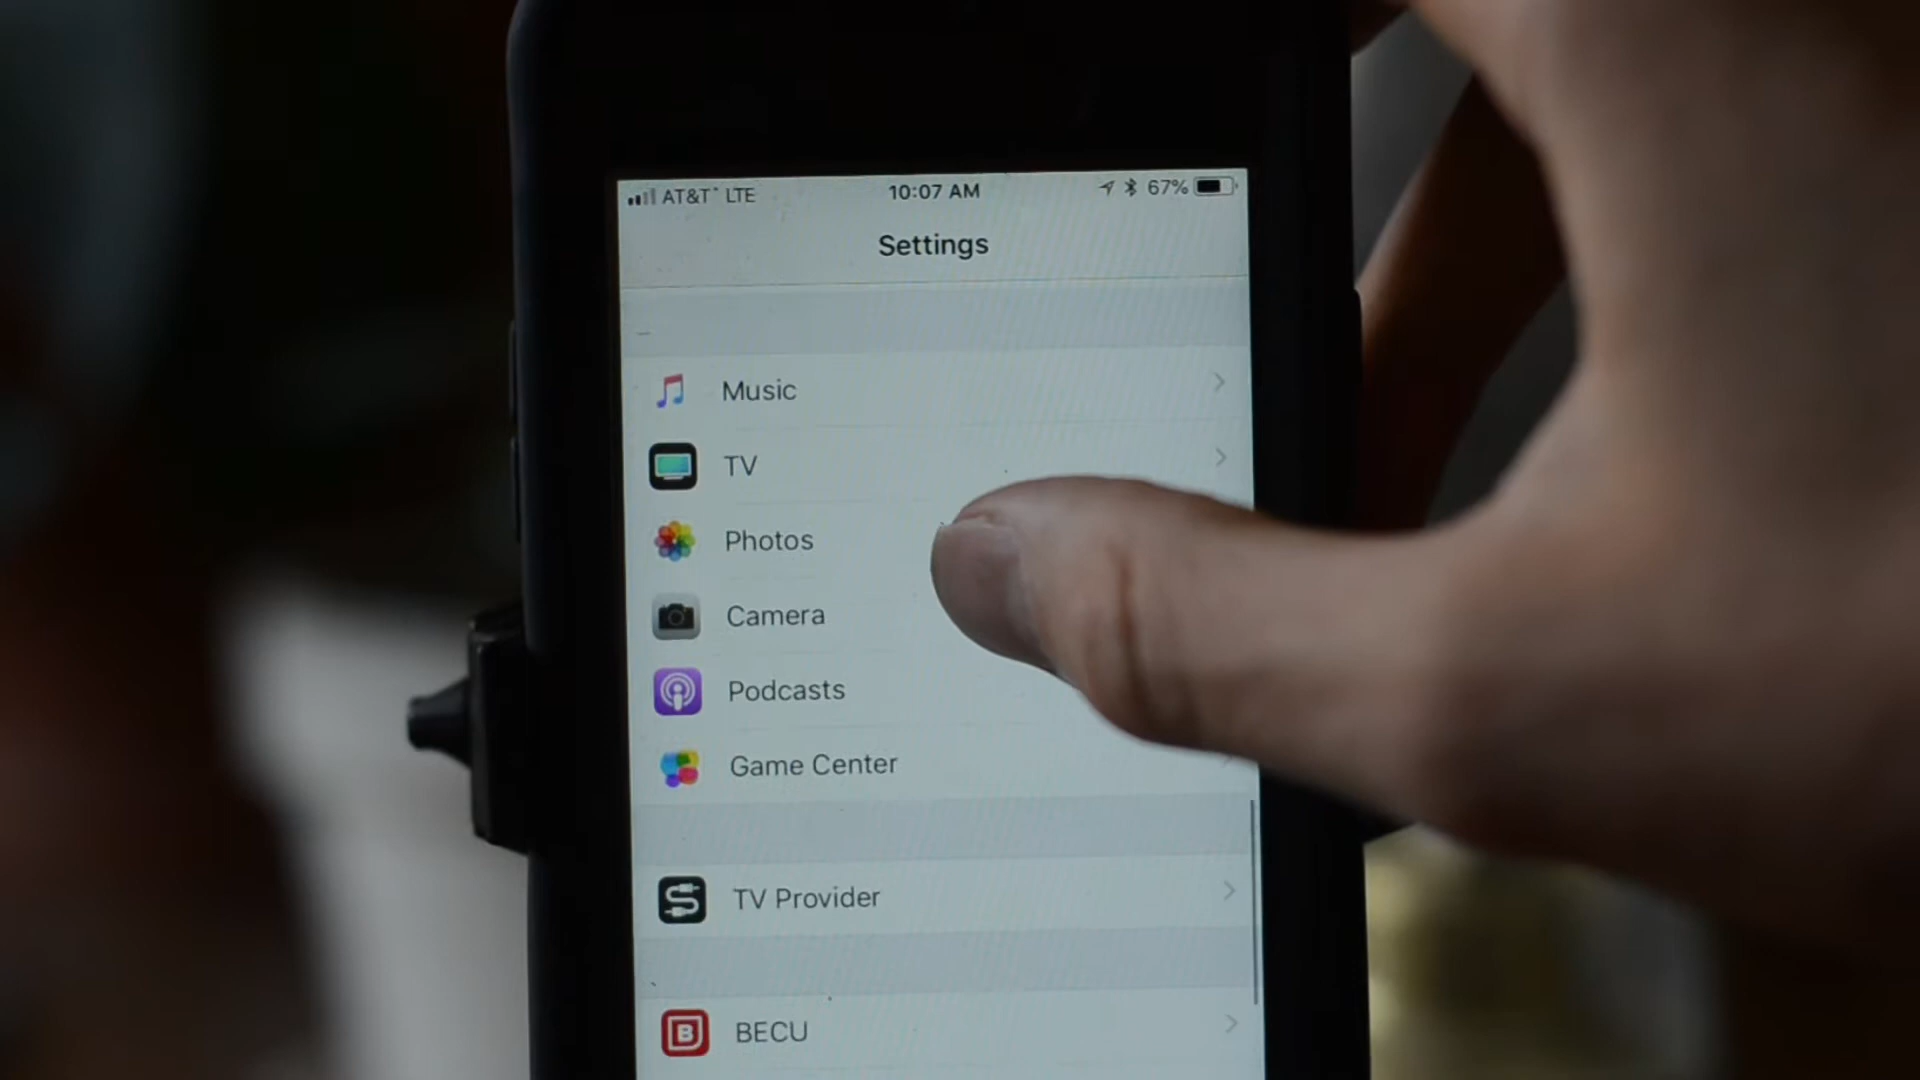 AT&T LTE 10:07 AM 67%
Settings
Music
TV
Photos
Camera
Podcasts
Game Center
TV Provider
BECU